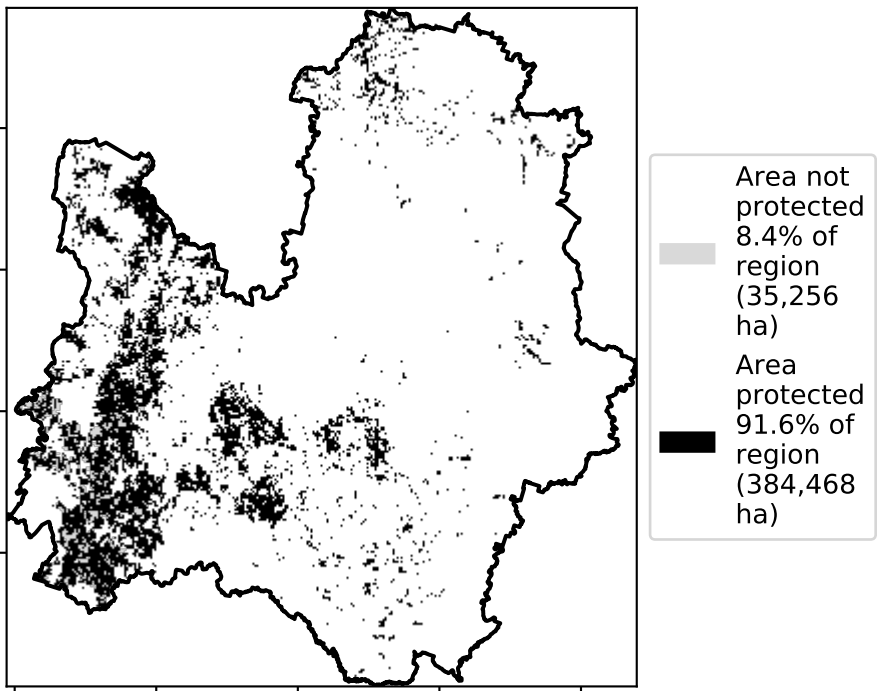 Area not
protected
8.4% of
region
(35,256
ha)
Area
protected
91.6% of
region
(384,468
ha)